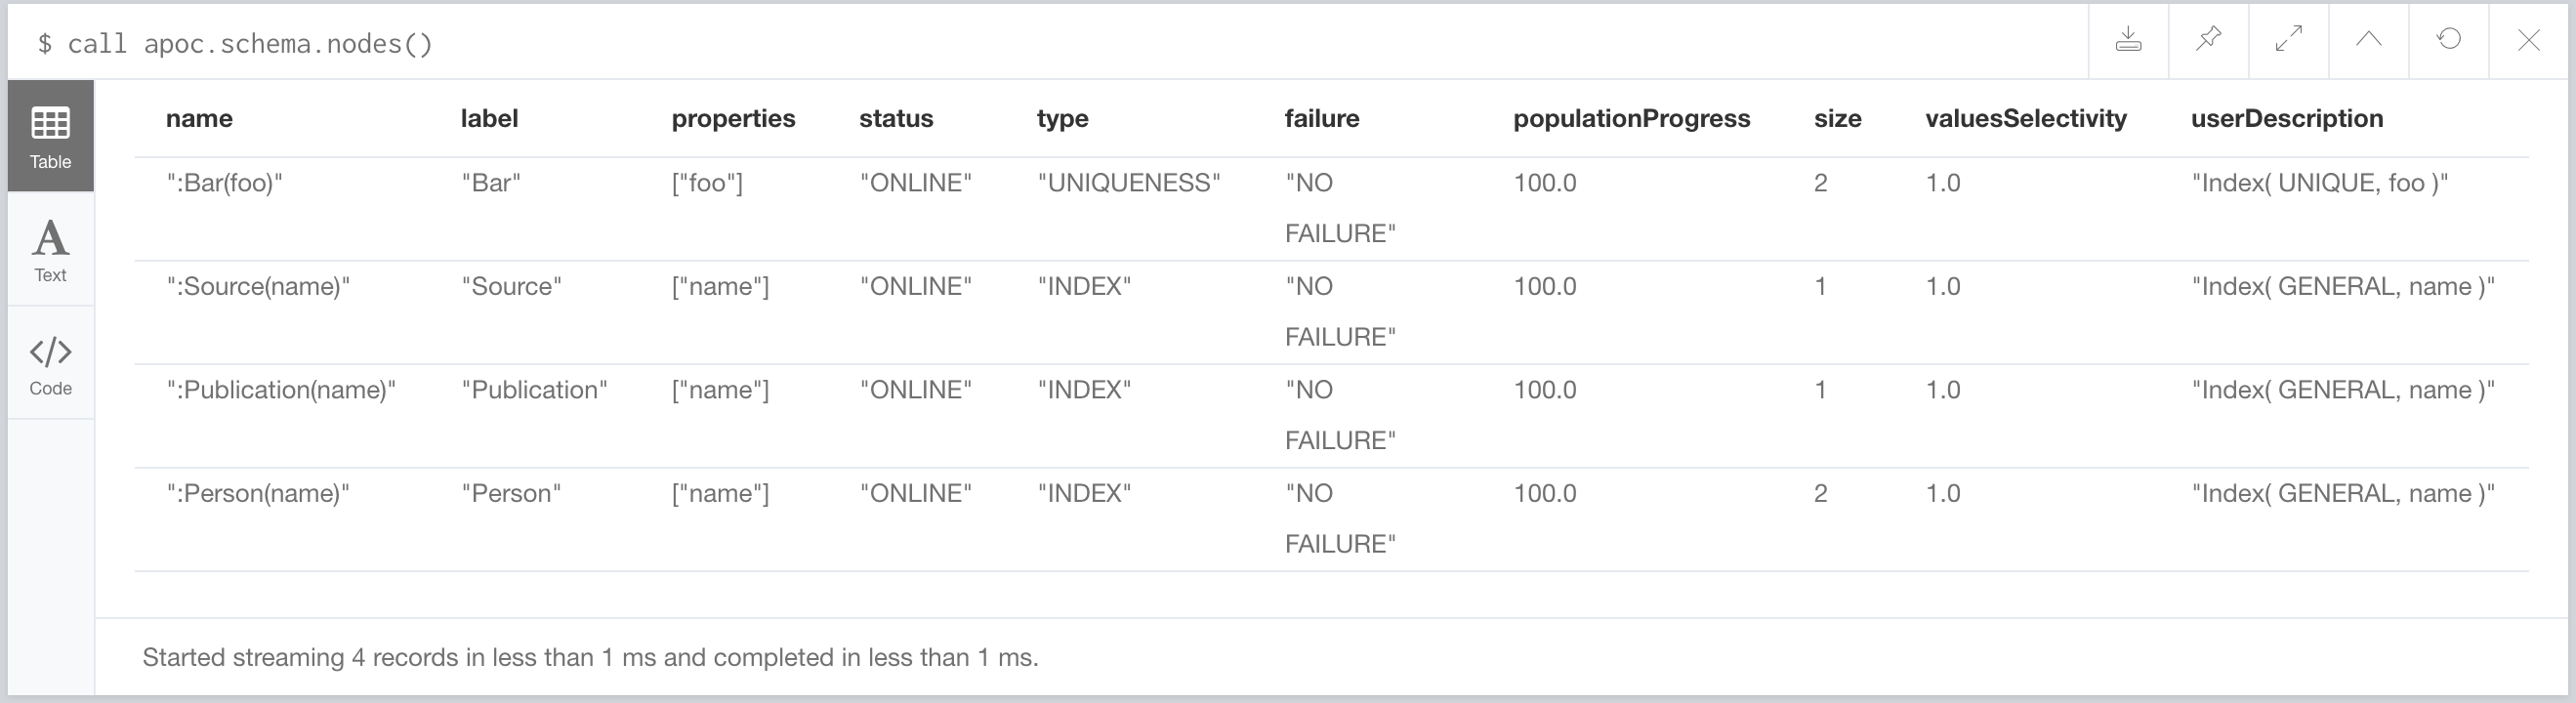 $ call apoc.schema.nodes()
Table
Text
Code
name label properties status type failure populationProgress size valuesSelectivity userDescription
":Bar(foo)" "Bar" ["foo"] "ONLINE" "UNIQUENESS" "NO 100.0 2 1.0 "Index( UNIQUE, foo )"
FAILURE"
":Source(name)" "Source" ["name"] "ONLINE" "INDEX" "NO 100.0 1 1.0 "Index( GENERAL, name )"
FAILURE"
":Publication(name)" "Publication" ["name"] "ONLINE" "INDEX" "NO 100.0 1 1.0 "Index( GENERAL, name )"
FAILURE"
":Person(name)" "Person" ["name"] "ONLINE" "INDEX" "NO 100.0 2 1.0 "Index( GENERAL, name )"
FAILURE"
Started streaming 4 records in less than 1 ms and completed in less than 1 ms.